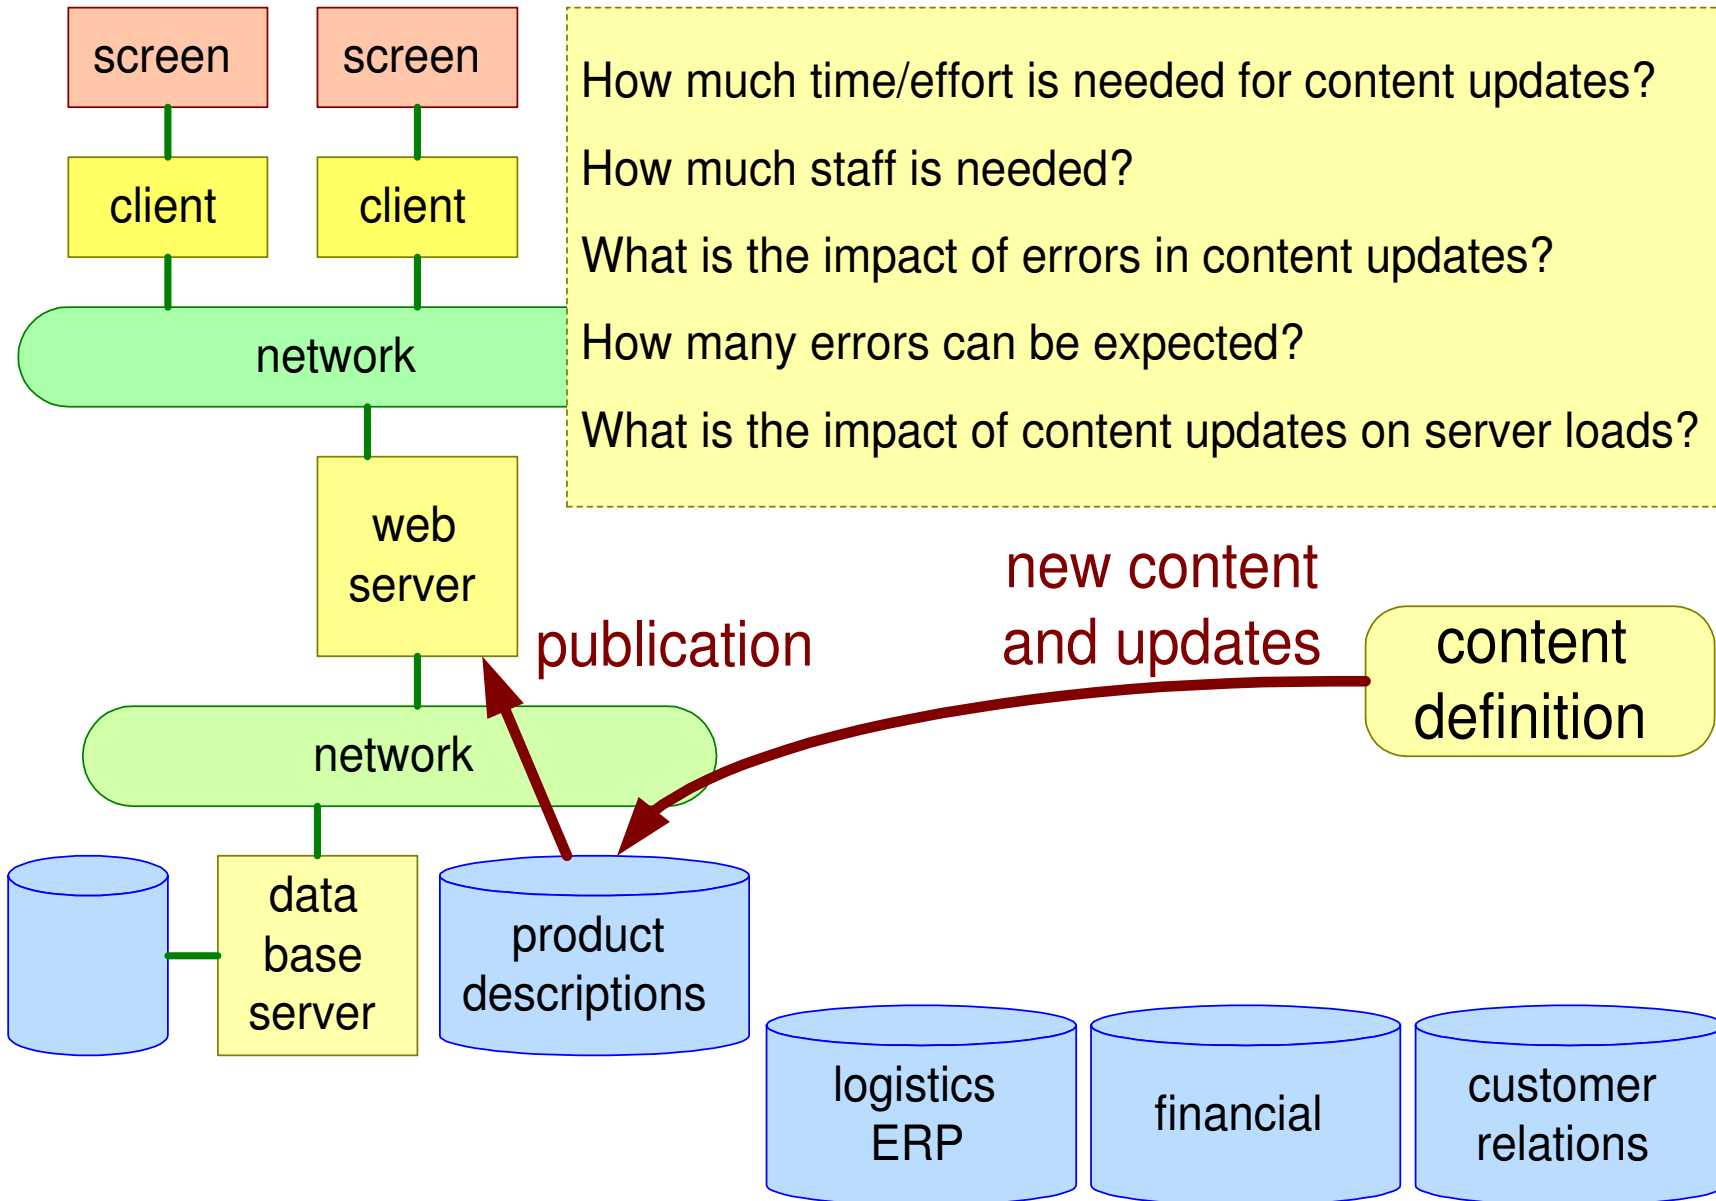 screen
screen
How much time/effort is needed for content updates?
client
client
How much staff is needed?
What is the impact of errors in content updates?
network
How many errors can be expected?
What is the impact of content updates on server loads?
web
server
publication
new content
and updates
content
definition
network
data
base
server
product
descriptions
logistics
ERP
financial
customer
relations